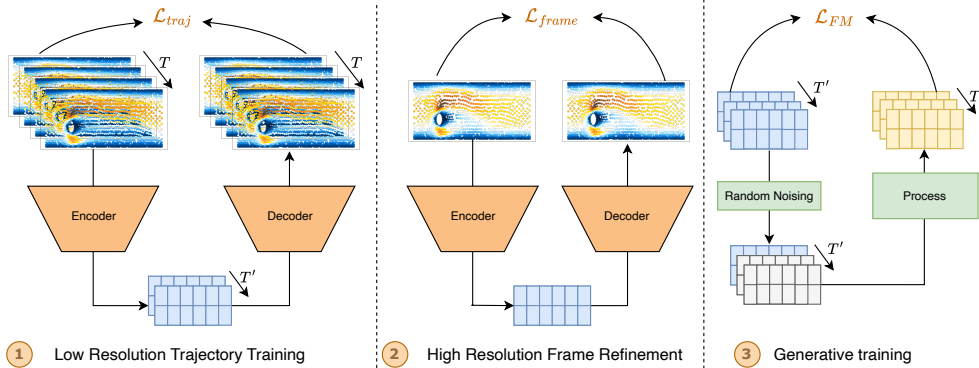 𝓛_traj
T
T
Encoder
Decoder
T′
1 Low Resolution Trajectory Training
𝓛_frame
Encoder
Decoder
2 High Resolution Frame Refinement
𝓛_FM
T′
T
Random Noising
Process
T′
3 Generative training